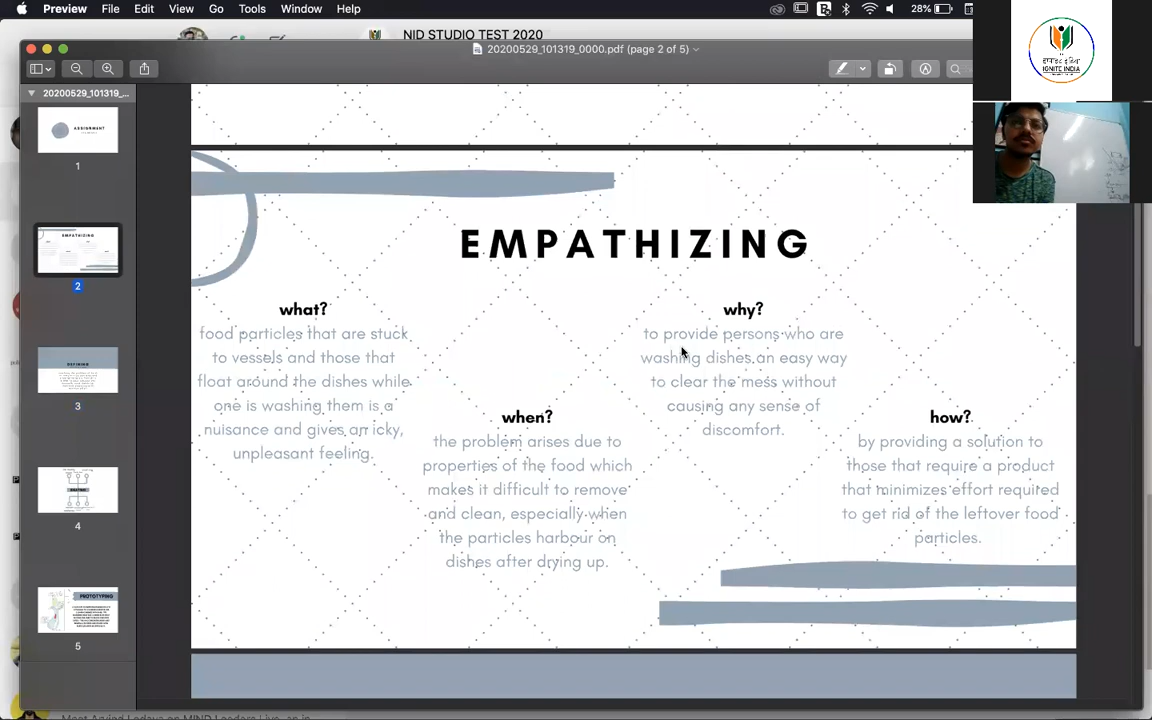 Preview File Edit View Go Tools Window Help
28%
NID STUDIO TEST 2020
20200529_101319_0000.pdf (page 2 of 5)
20200529_101319_...
ASSIGNMENT
1
EMPATHIZING
2
DEFINING
3
4
PROTOTYPING
5
EMPATHIZING
what?
food particles that are stuck
to vessels and those that
float around the dishes while
one is washing them is a
nuisance and gives an icky,
unpleasant feeling.
when?
the problem arises due to
properties of the food which
makes it difficult to remove
and clean, especially when
the particles harbour on
dishes after drying up.
why?
to provide persons who are
washing dishes an easy way
to clear the mess without
causing any sense of
discomfort.
how?
by providing a solution to
those that require a product
that minimizes effort required
to get rid of the leftover food
particles.
IGNITE INDIA